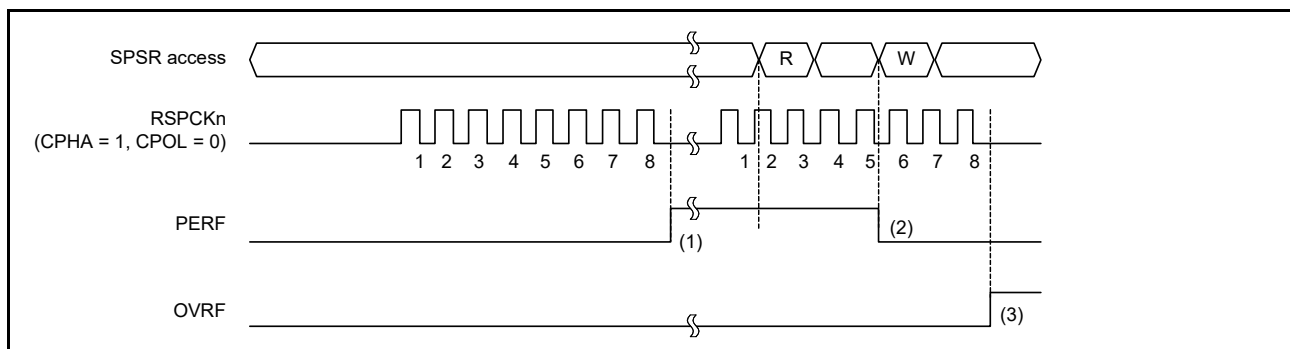 SPSR access
R W
RSPCKn
(CPHA = 1, CPOL = 0)
1 2 3 4 5 6 7 8 1 2 3 4 5 6 7 8
PERF
(1) (2)
OVRF
(3)